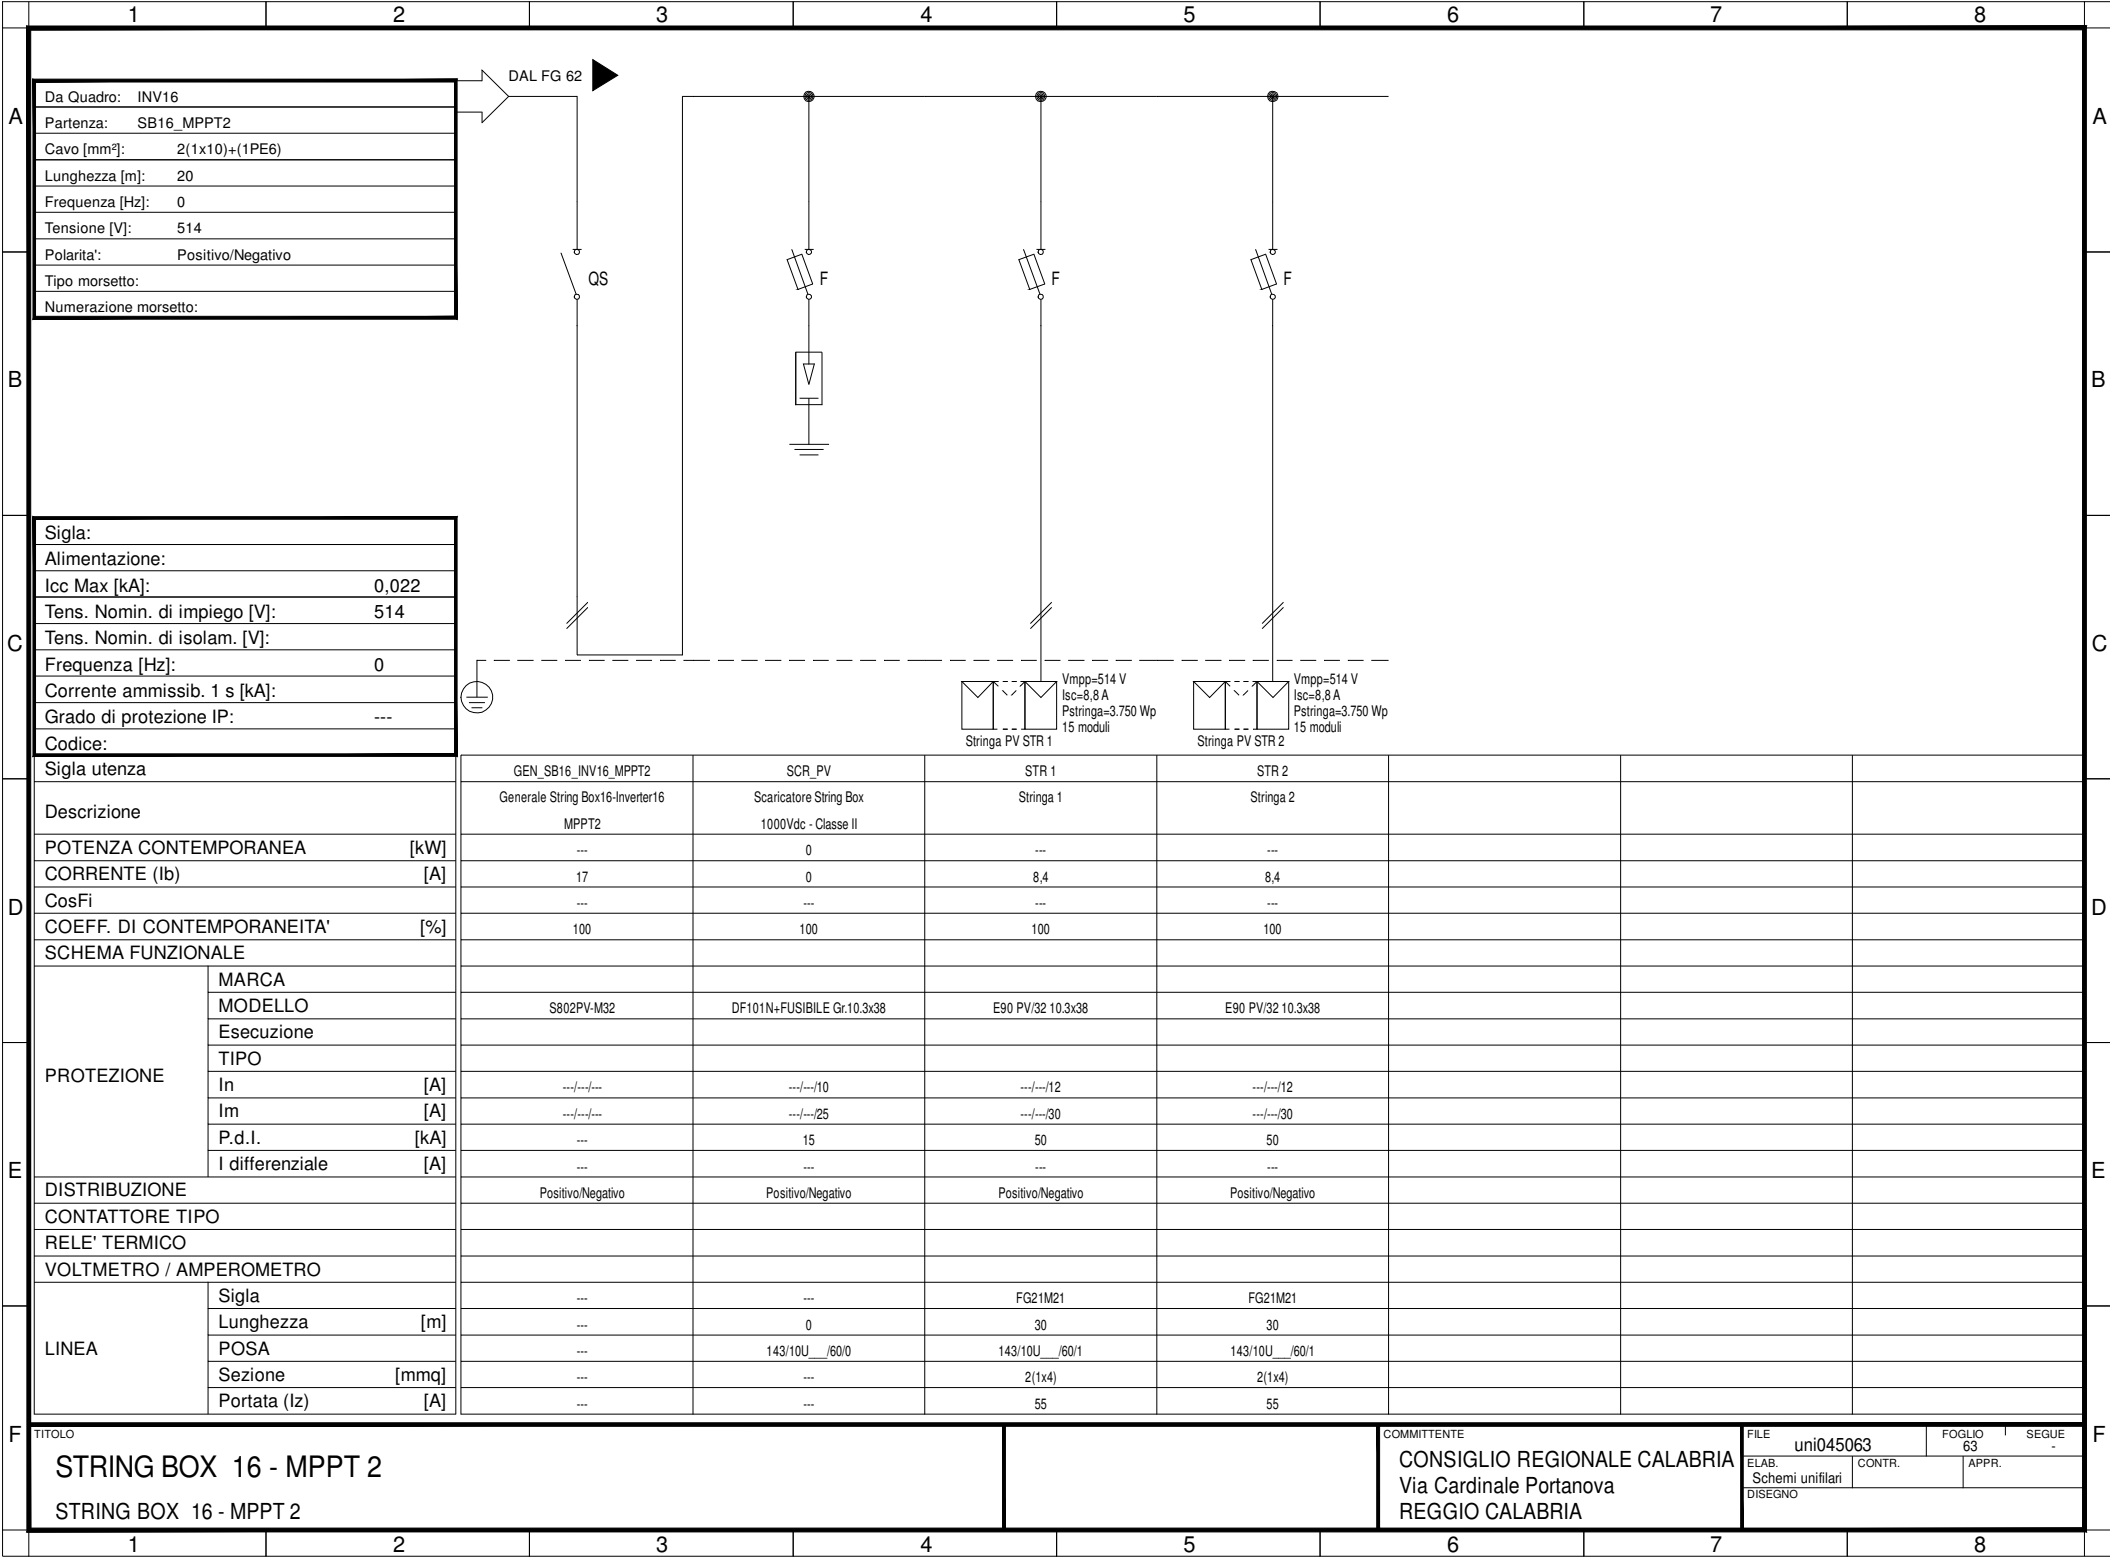 1 2 3 4 5 6 7 8
A A
B B
C C
D D
E E
F F
DAL FG 62
Da Quadro: INV16
Partenza: SB16_MPPT2
Cavo [mm²]: 2(1x10)+(1PE6)
Lunghezza [m]: 20
Frequenza [Hz]: 0
Tensione [V]: 514
Polarita': Positivo/Negativo
Tipo morsetto:
Numerazione morsetto:
QS F F F
Sigla:
Alimentazione:
Icc Max [kA]: 0,022
Tens. Nomin. di impiego [V]: 514
Tens. Nomin. di isolam. [V]:
Frequenza [Hz]: 0
Corrente ammissib. 1 s [kA]:
Grado di protezione IP: ---
Codice:
Vmpp=514 V
Isc=8,8 A
Pstringa=3.750 Wp
15 moduli
Stringa PV STR 1
Vmpp=514 V
Isc=8,8 A
Pstringa=3.750 Wp
15 moduli
Stringa PV STR 2
Sigla utenza GEN_SB16_INV16_MPPT2 SCR_PV STR 1 STR 2
Descrizione Generale String Box16-Inverter16 Scaricatore String Box Stringa 1 Stringa 2
MPPT2 1000Vdc - Classe II
POTENZA CONTEMPORANEA [kW] --- 0 --- ---
CORRENTE (Ib) [A] 17 0 8,4 8,4
CosFi --- --- --- ---
COEFF. DI CONTEMPORANEITA' [%] 100 100 100 100
SCHEMA FUNZIONALE
PROTEZIONE
MARCA
MODELLO S802PV-M32 DF101N+FUSIBILE Gr.10.3x38 E90 PV/32 10.3x38 E90 PV/32 10.3x38
Esecuzione
TIPO
In [A] ---/---/--- ---/---/10 ---/---/12 ---/---/12
Im [A] ---/---/--- ---/---/25 ---/---/30 ---/---/30
P.d.I. [kA] --- 15 50 50
I differenziale [A] --- --- --- ---
DISTRIBUZIONE Positivo/Negativo Positivo/Negativo Positivo/Negativo Positivo/Negativo
CONTATTORE TIPO
RELE' TERMICO
VOLTMETRO / AMPEROMETRO
LINEA
Sigla --- --- FG21M21 FG21M21
Lunghezza [m] --- 0 30 30
POSA --- 143/10U___/60/0 143/10U___/60/1 143/10U___/60/1
Sezione [mmq] --- --- 2(1x4) 2(1x4)
Portata (Iz) [A] --- --- 55 55
TITOLO
STRING BOX 16 - MPPT 2
STRING BOX 16 - MPPT 2
COMMITTENTE
CONSIGLIO REGIONALE CALABRIA
Via Cardinale Portanova
REGGIO CALABRIA
FILE uni045063
FOGLIO 63
SEGUE -
ELAB. Schemi unifilari
CONTR.
APPR.
DISEGNO
1 2 3 4 5 6 7 8